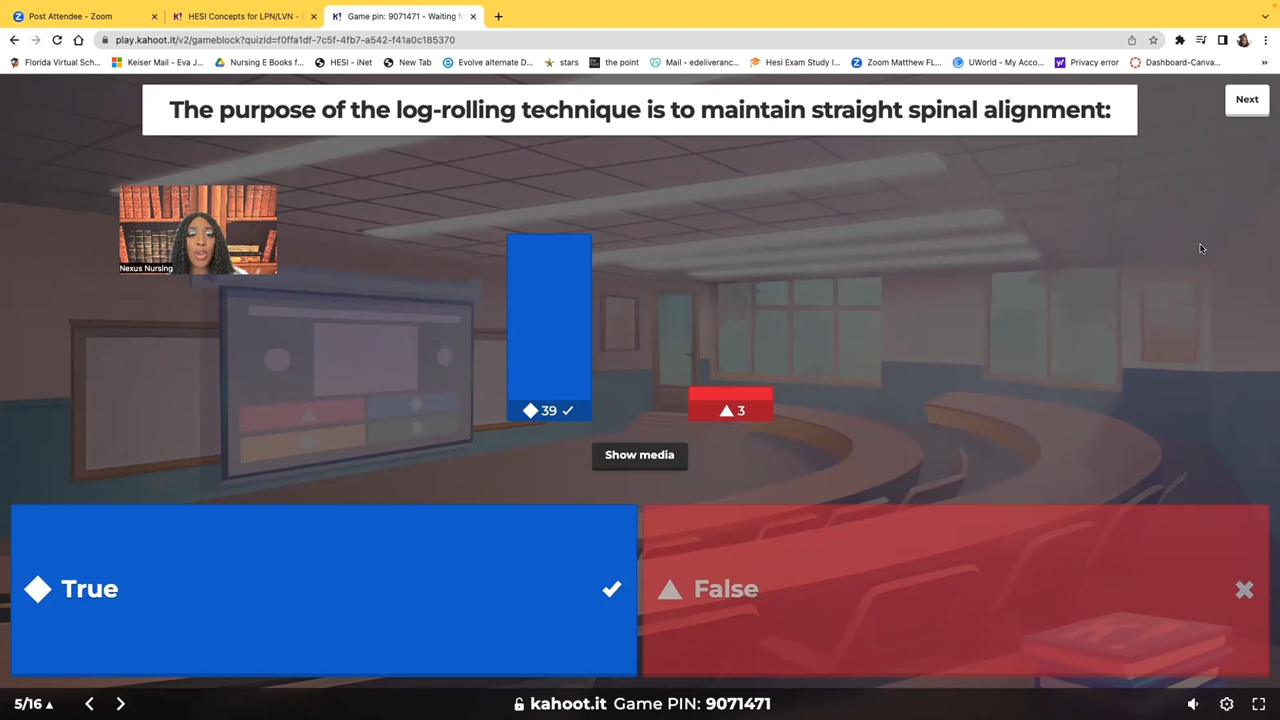 Post Attendee - Zoom
HESI Concepts for LPN/LVN -
Game pin: 9071471 - Waiting
play.kahoot.it/v2/gameblock?quizId=f0ffa1df-7c5f-4fb7-a542-f41a0c185370
Florida Virtual Sch...
Keiser Mail - Eva J...
Nursing E Books f...
HESI - iNet
New Tab
Evolve alternate D...
stars
the point
Mail - edeliveranc...
Hesi Exam Study I...
Zoom Matthew FL...
UWorld - My Acco...
Privacy error
Dashboard-Canva...
»
The purpose of the log-rolling technique is to maintain straight spinal alignment:
Next
Nexus Nursing
39
3
Show media
True
False
5/16
kahoot.it Game PIN: 9071471